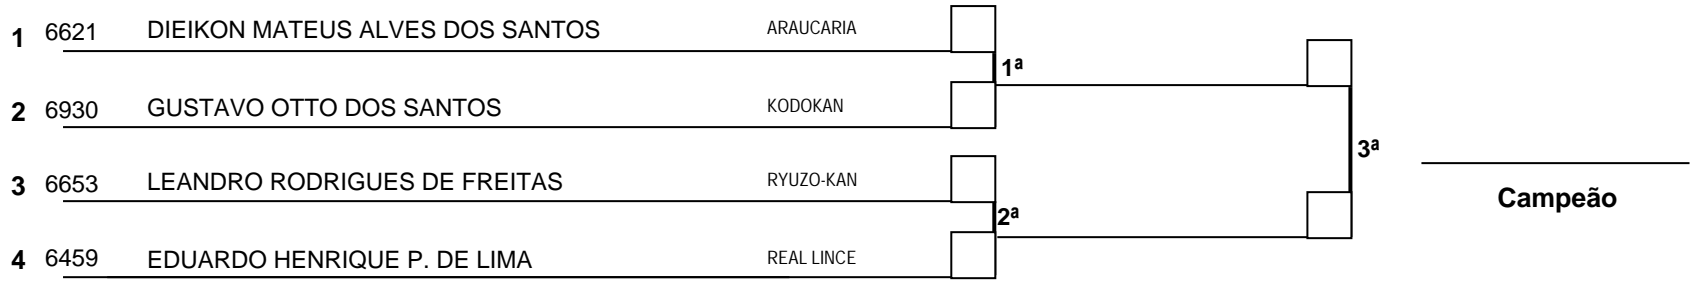 1 6621 DIEIKON MATEUS ALVES DOS SANTOS ARAUCARIA
1ª
2 6930 GUSTAVO OTTO DOS SANTOS KODOKAN
3ª
3 6653 LEANDRO RODRIGUES DE FREITAS RYUZO-KAN
Campeão
2ª
4 6459 EDUARDO HENRIQUE P. DE LIMA REAL LINCE